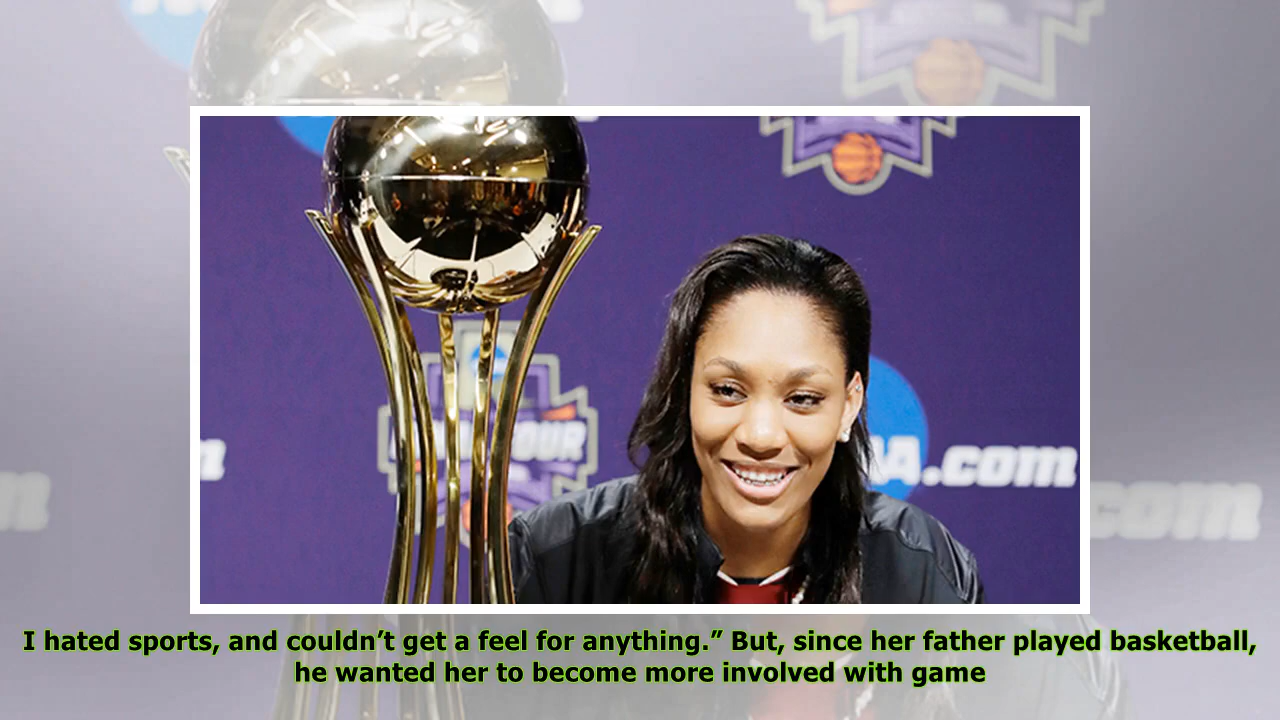 A.com
I hated sports, and couldn’t get a feel for anything.” But, since her father played basketball,
he wanted her to become more involved with game